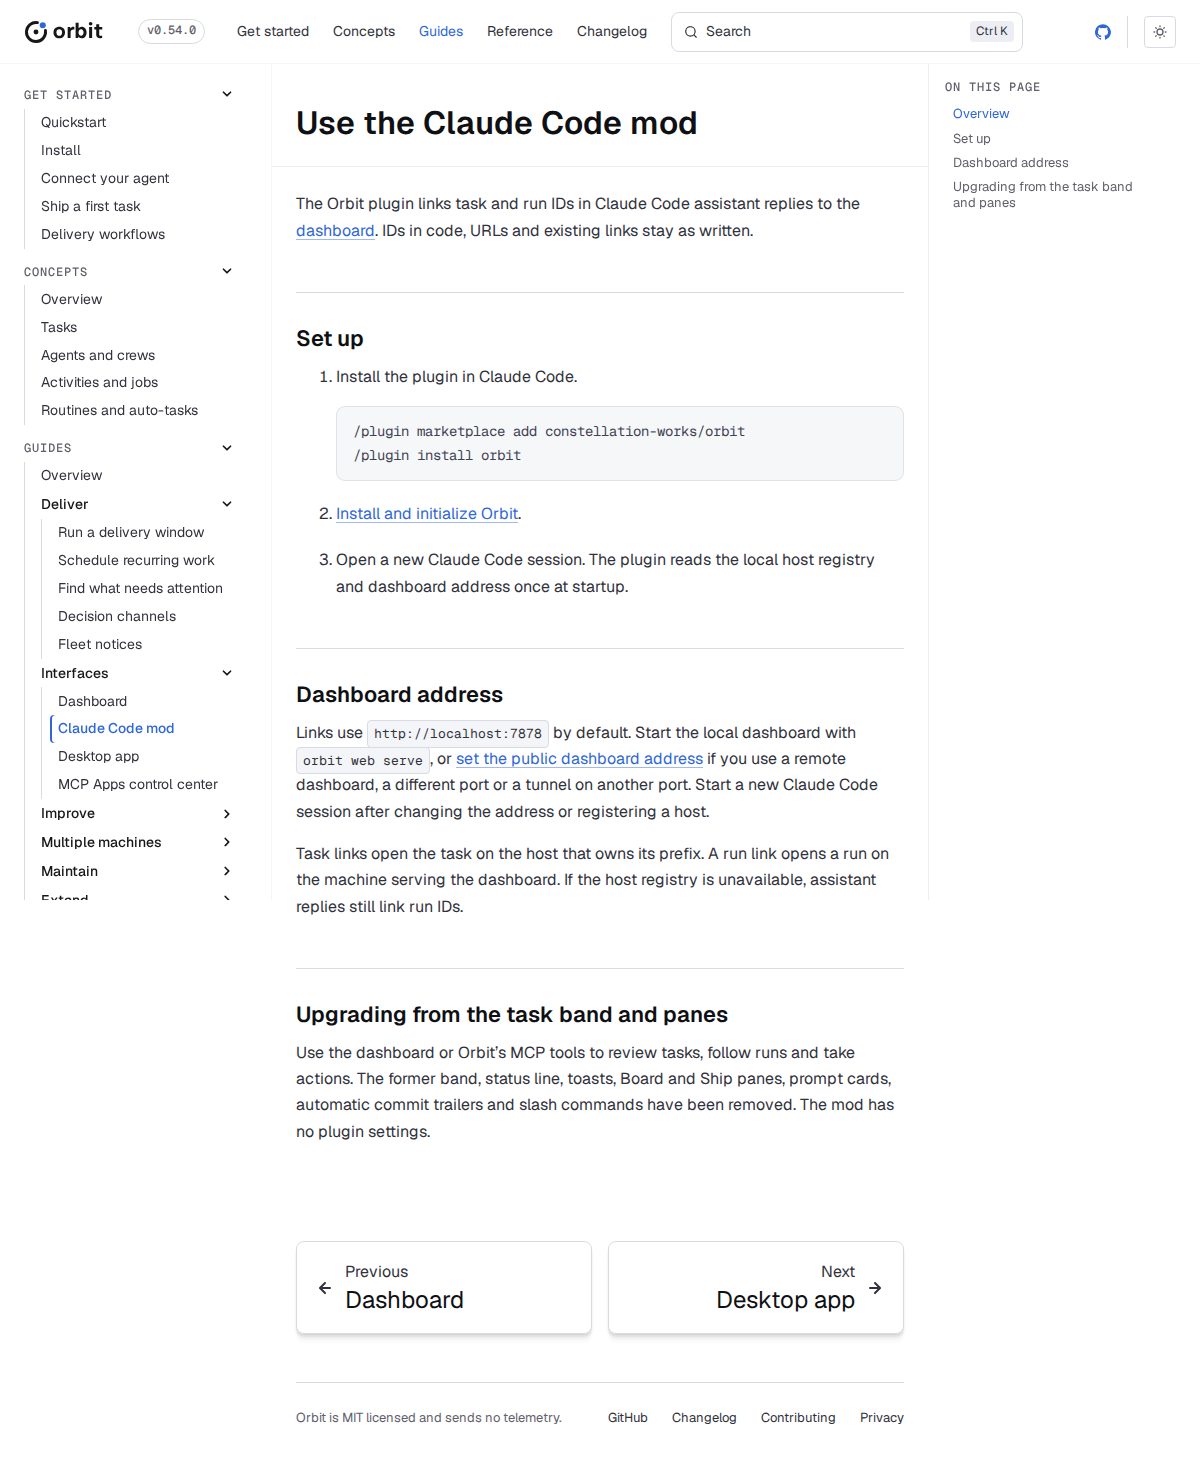 orbit
v0.54.0
Get started
Concepts
Guides
Reference
Changelog
Search
Ctrl K
GET STARTED
Quickstart
Install
Connect your agent
Ship a first task
Delivery workflows
CONCEPTS
Overview
Tasks
Agents and crews
Activities and jobs
Routines and auto-tasks
GUIDES
Overview
Deliver
Run a delivery window
Schedule recurring work
Find what needs attention
Decision channels
Fleet notices
Interfaces
Dashboard
Claude Code mod
Desktop app
MCP Apps control center
Improve
Multiple machines
Maintain
Extend
Use the Claude Code mod
The Orbit plugin links task and run IDs in Claude Code assistant replies to the
dashboard. IDs in code, URLs and existing links stay as written.
Set up
1. Install the plugin in Claude Code.
/plugin marketplace add constellation-works/orbit
/plugin install orbit
2. Install and initialize Orbit.
3. Open a new Claude Code session. The plugin reads the local host registry
and dashboard address once at startup.
Dashboard address
Links use http://localhost:7878 by default. Start the local dashboard with
orbit web serve, or set the public dashboard address if you use a remote
dashboard, a different port or a tunnel on another port. Start a new Claude Code
session after changing the address or registering a host.
Task links open the task on the host that owns its prefix. A run link opens a run on
the machine serving the dashboard. If the host registry is unavailable, assistant
replies still link run IDs.
Upgrading from the task band and panes
Use the dashboard or Orbit’s MCP tools to review tasks, follow runs and take
actions. The former band, status line, toasts, Board and Ship panes, prompt cards,
automatic commit trailers and slash commands have been removed. The mod has
no plugin settings.
Previous
Dashboard
Next
Desktop app
Orbit is MIT licensed and sends no telemetry.
GitHub
Changelog
Contributing
Privacy
ON THIS PAGE
Overview
Set up
Dashboard address
Upgrading from the task band
and panes